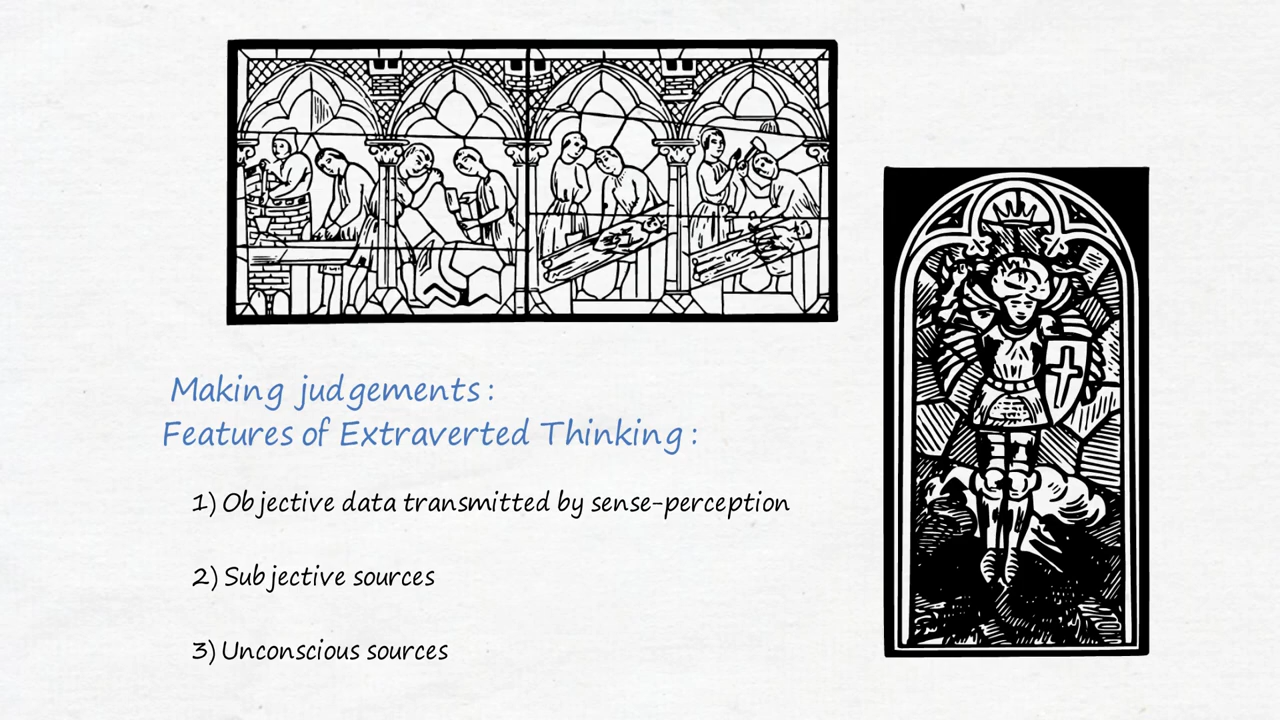 Making judgements :
Features of Extraverted Thinking :
1) Objective data transmitted by sense-perception
2) Subjective sources
3) Unconscious sources